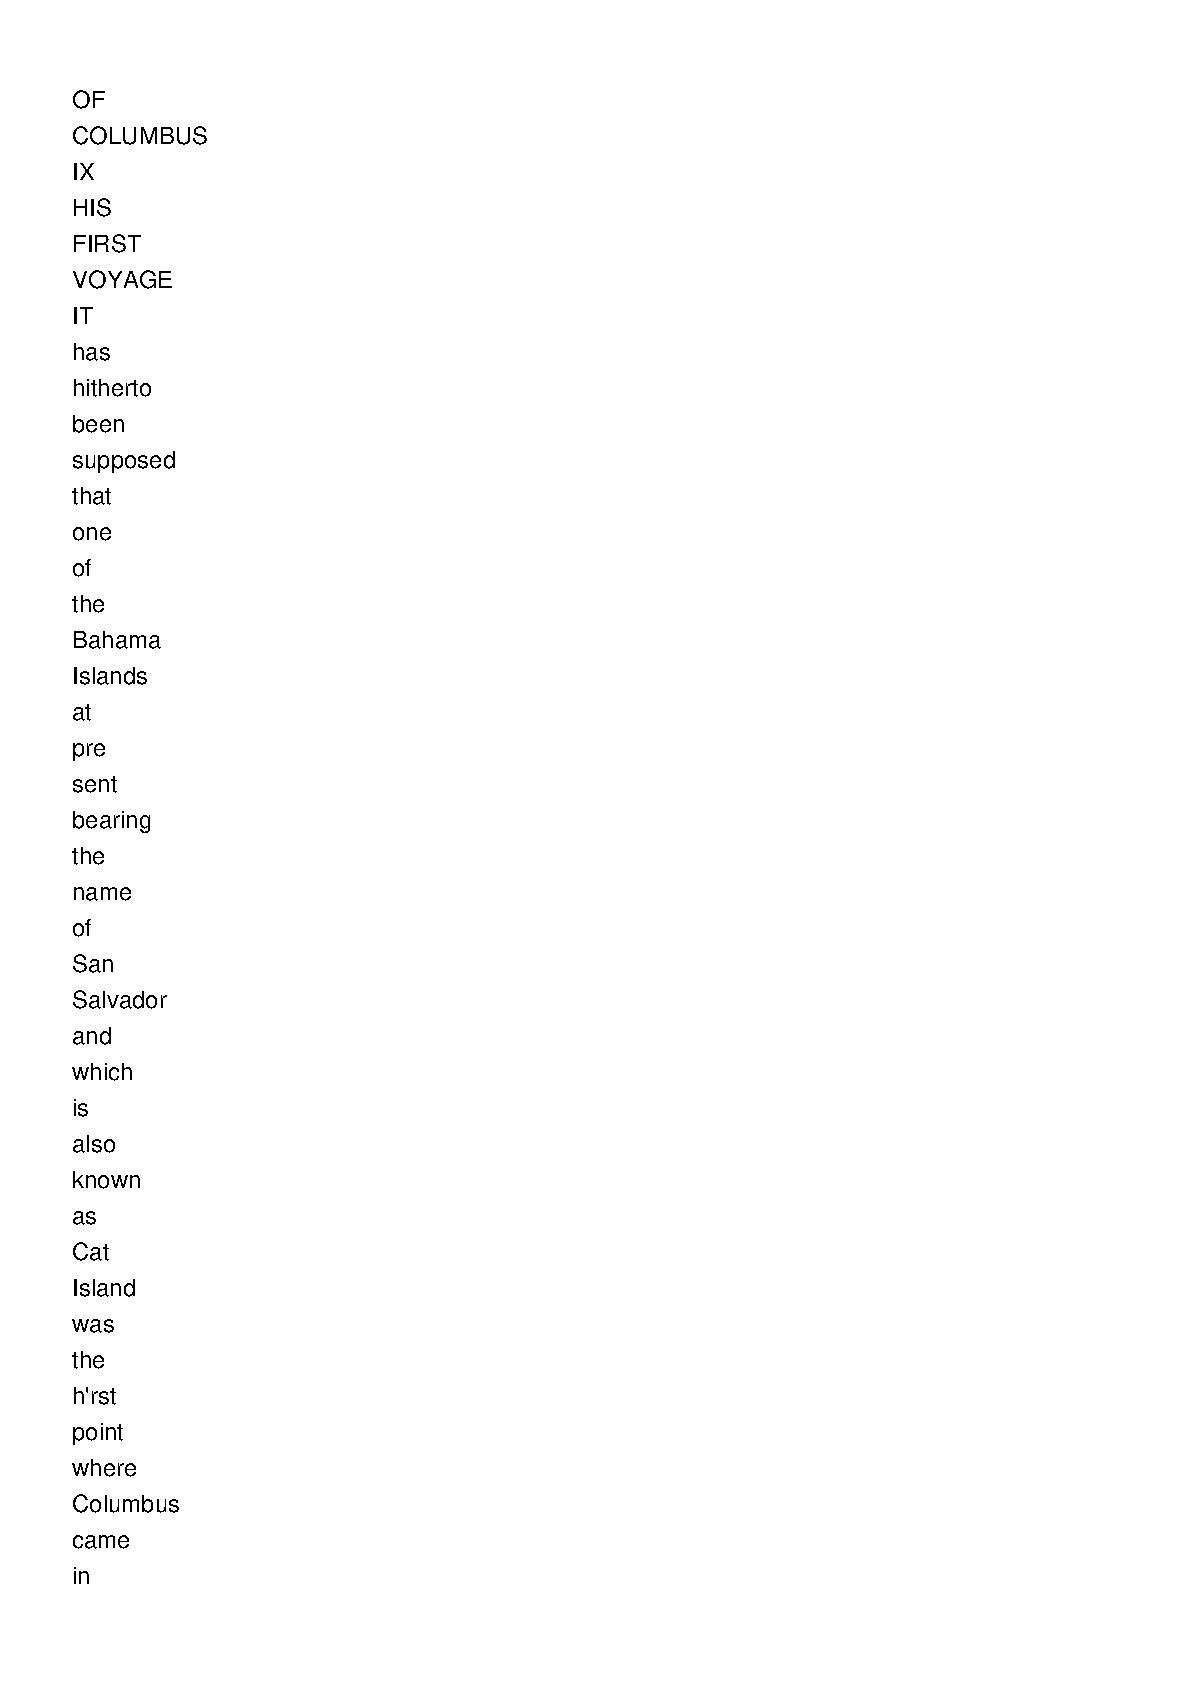 OF
COLUMBUS
IX
HIS
FIRST
VOYAGE
IT
has
hitherto
been
supposed
that
one
of
the
Bahama
Islands
at
pre
sent
bearing
the
name
of
San
Salvador
and
which
is
also
known
as
Cat
Island
was
the
h'rst
point
where
Columbus
came
in